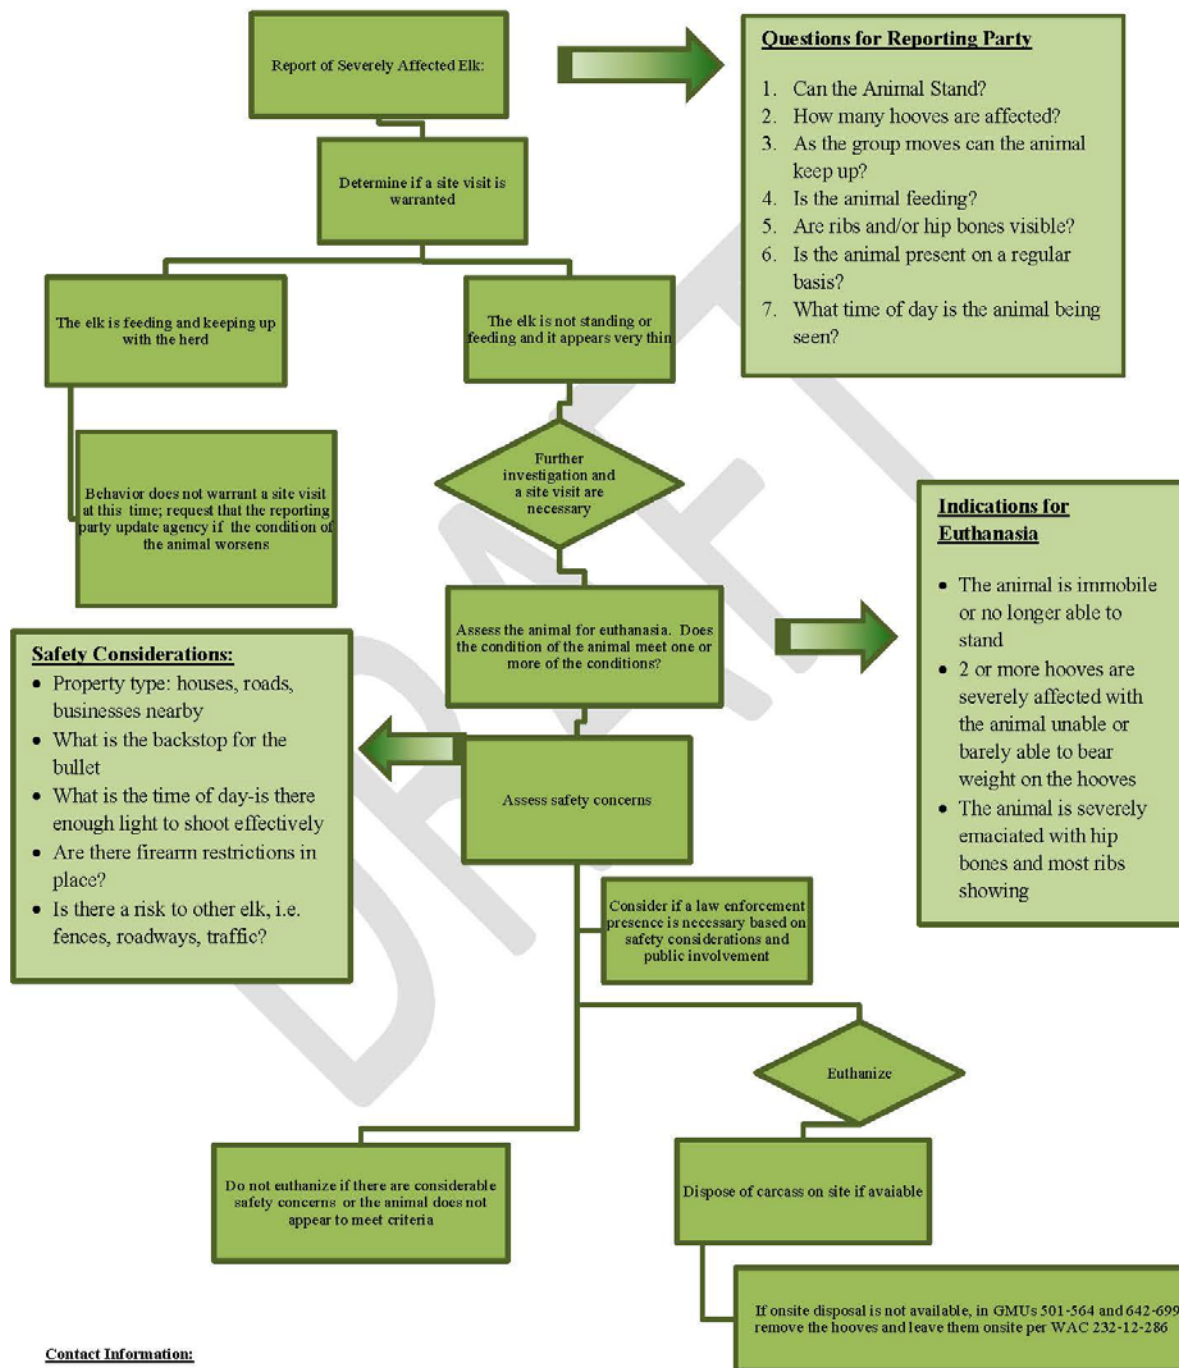 Report of Severely Affected Elk:
Questions for Reporting Party
1. Can the Animal Stand?
2. How many hooves are affected?
3. As the group moves can the animal
keep up?
4. Is the animal feeding?
5. Are ribs and/or hip bones visible?
6. Is the animal present on a regular
basis?
7. What time of day is the animal being
seen?
Determine if a site visit is
warranted
The elk is feeding and keeping up
with the herd
The elk is not standing or
feeding and it appears very thin
Behavior does not warrant a site visit
at this time; request that the reporting
party update agency if the condition of
the animal worsens
Further
investigation and
a site visit are
necessary
Assess the animal for euthanasia. Does
the condition of the animal meet one or
more of the conditions?
Indications for
Euthanasia
• The animal is immobile
or no longer able to
stand
• 2 or more hooves are
severely affected with
the animal unable or
barely able to bear
weight on the hooves
• The animal is severely
emaciated with hip
bones and most ribs
showing
Safety Considerations:
• Property type: houses, roads,
businesses nearby
• What is the backstop for the
bullet
• What is the time of day-is there
enough light to shoot effectively
• Are there firearm restrictions in
place?
• Is there a risk to other elk, i.e.
fences, roadways, traffic?
Assess safety concerns
Consider if a law enforcement
presence is necessary based on
safety considerations and
public involvement
Euthanize
Do not euthanize if there are considerable
safety concerns or the animal does not
appear to meet criteria
Dispose of carcass on site if avaiable
If onsite disposal is not available, in GMUs 501-564 and 642-699
remove the hooves and leave them onsite per WAC 232-12-286
Contact Information:
DRAFT